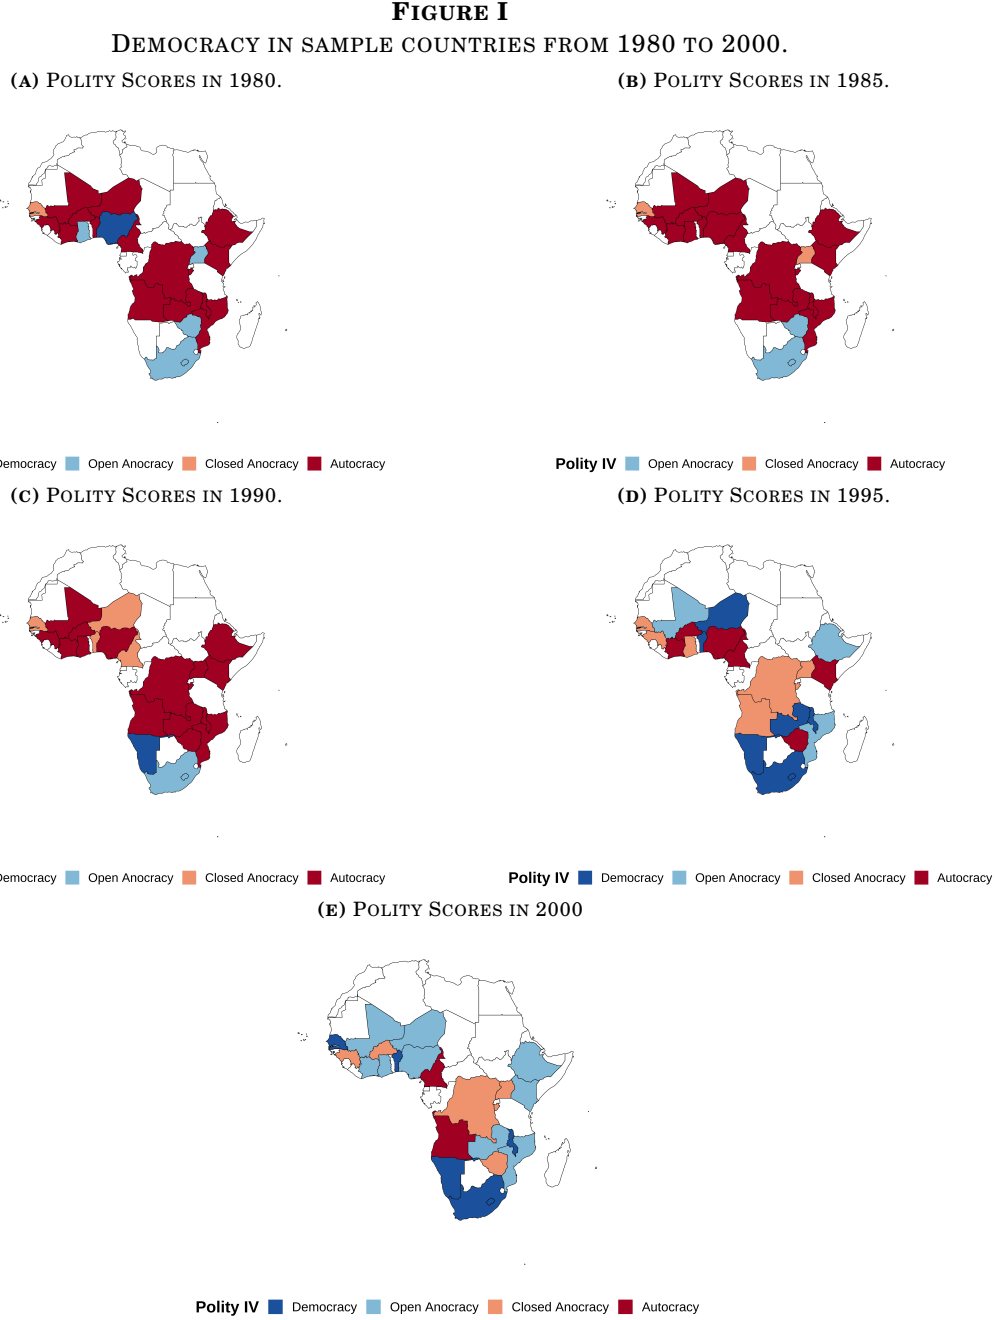 FIGURE I
DEMOCRACY IN SAMPLE COUNTRIES FROM 1980 TO 2000.
(A) POLITY SCORES IN 1980.
(B) POLITY SCORES IN 1985.
Democracy Open Anocracy Closed Anocracy Autocracy
Polity IV Open Anocracy Closed Anocracy Autocracy
(C) POLITY SCORES IN 1990.
(D) POLITY SCORES IN 1995.
Democracy Open Anocracy Closed Anocracy Autocracy
Polity IV Democracy Open Anocracy Closed Anocracy Autocracy
(E) POLITY SCORES IN 2000
Polity IV Democracy Open Anocracy Closed Anocracy Autocracy